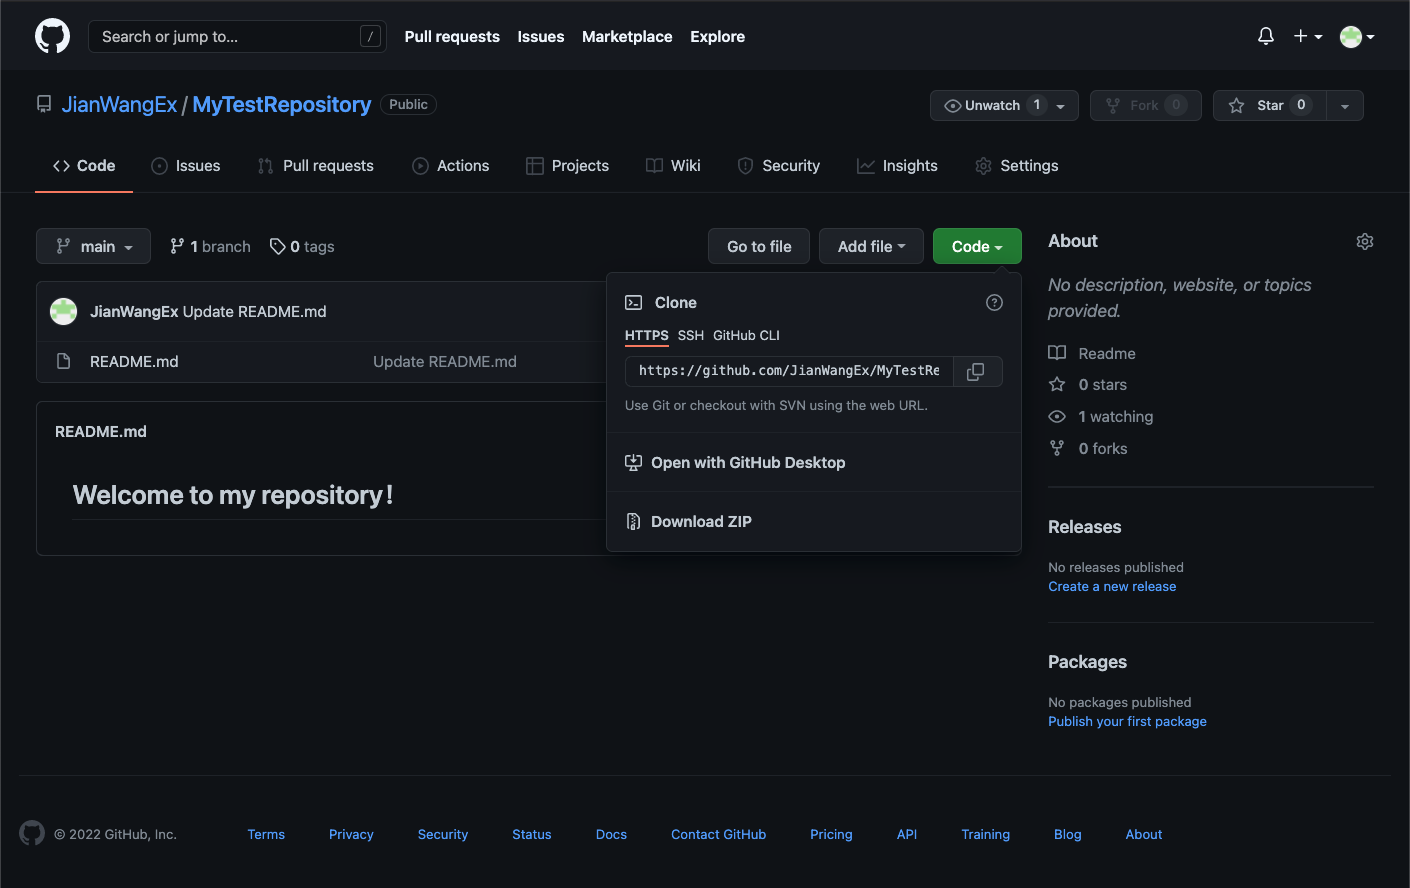 Search or jump to... /
Pull requests Issues Marketplace Explore
JianWangEx / MyTestRepository Public
Unwatch 1 Fork 0 Star 0
Code Issues Pull requests Actions Projects Wiki Security Insights Settings
main 1 branch 0 tags
Go to file Add file Code
JianWangEx Update README.md
README.md Update README.md
README.md
Welcome to my repository!
Clone
HTTPS SSH GitHub CLI
https://github.com/JianWangEx/MyTestRe
Use Git or checkout with SVN using the web URL.
Open with GitHub Desktop
Download ZIP
About
No description, website, or topics
provided.
Readme
0 stars
1 watching
0 forks
Releases
No releases published
Create a new release
Packages
No packages published
Publish your first package
© 2022 GitHub, Inc. Terms Privacy Security Status Docs Contact GitHub Pricing API Training Blog About